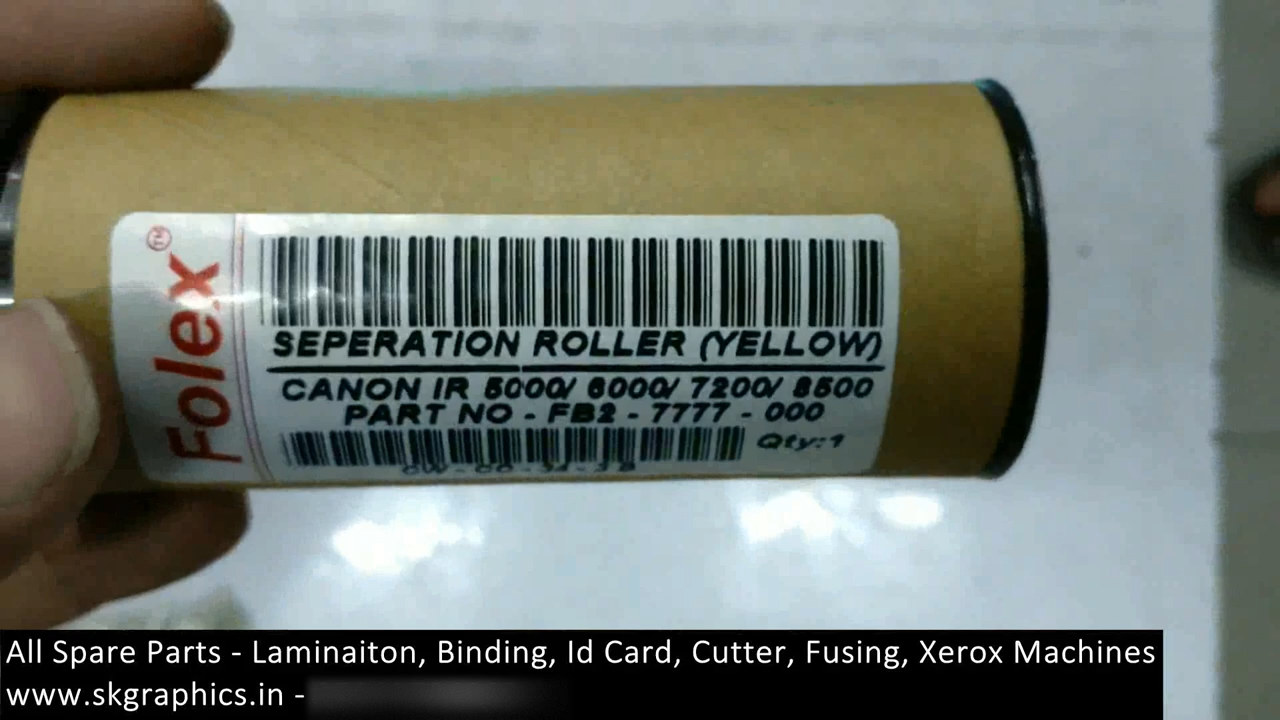 Folex™
SEPERATION ROLLER (YELLOW)
CANON IR 5000/ 6000/ 7200/ 8500
PART NO - FB2 - 7777 - 000
Qty:1
All Spare Parts - Laminaiton, Binding, Id Card, Cutter, Fusing, Xerox Machines
www.skgraphics.in -